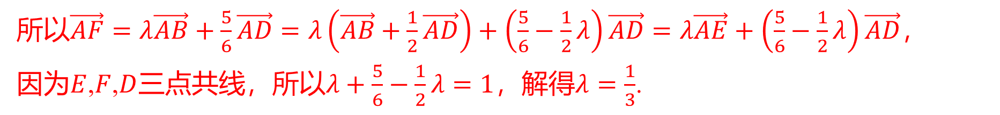 所以$\overrightarrow{AF}=\lambda\overrightarrow{AB}+\frac{5}{6}\overrightarrow{AD}=\lambda\left(\overrightarrow{AB}+\frac{1}{2}\overrightarrow{AD}\right)+\left(\frac{5}{6}-\frac{1}{2}\lambda\right)\overrightarrow{AD}=\lambda\overrightarrow{AE}+\left(\frac{5}{6}-\frac{1}{2}\lambda\right)\overrightarrow{AD}$,
因为$E,F,D$三点共线，所以$\lambda+\frac{5}{6}-\frac{1}{2}\lambda=1$，解得$\lambda=\frac{1}{3}$.